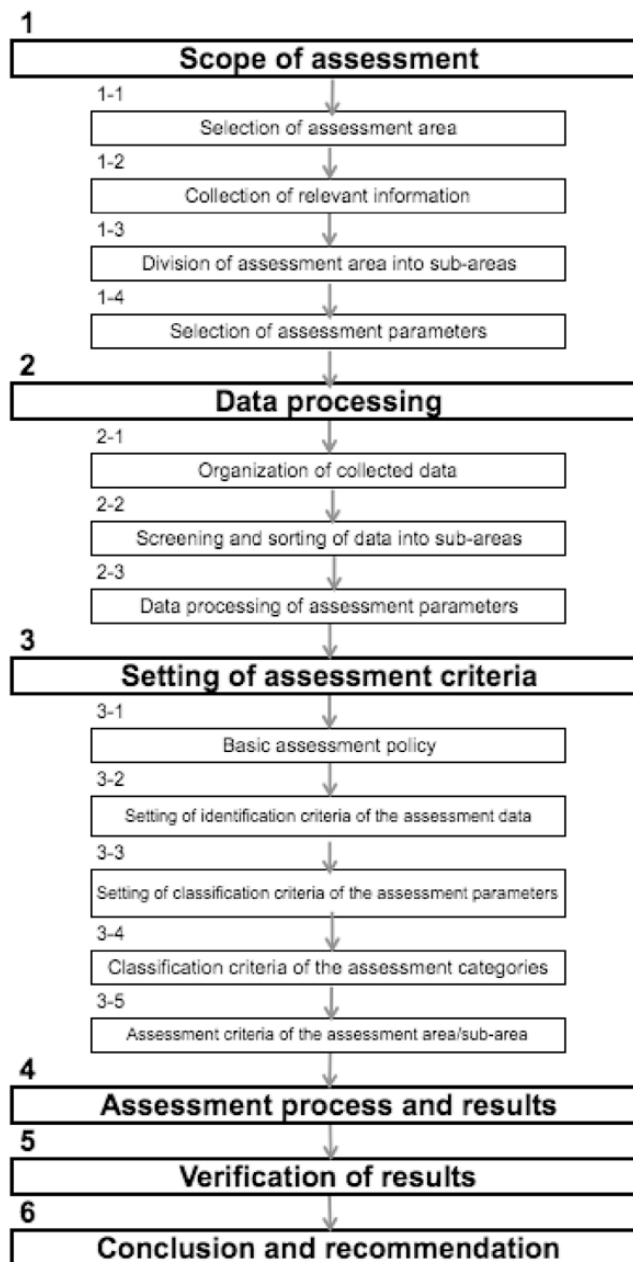 1
Scope of assessment
1-1
Selection of assessment area
1-2
Collection of relevant information
1-3
Division of assessment area into sub-areas
1-4
Selection of assessment parameters
2
Data processing
2-1
Organization of collected data
2-2
Screening and sorting of data into sub-areas
2-3
Data processing of assessment parameters
3
Setting of assessment criteria
3-1
Basic assessment policy
3-2
Setting of identification criteria of the assessment data
3-3
Setting of classification criteria of the assessment parameters
3-4
Classification criteria of the assessment categories
3-5
Assessment criteria of the assessment area/sub-area
4
Assessment process and results
5
Verification of results
6
Conclusion and recommendation